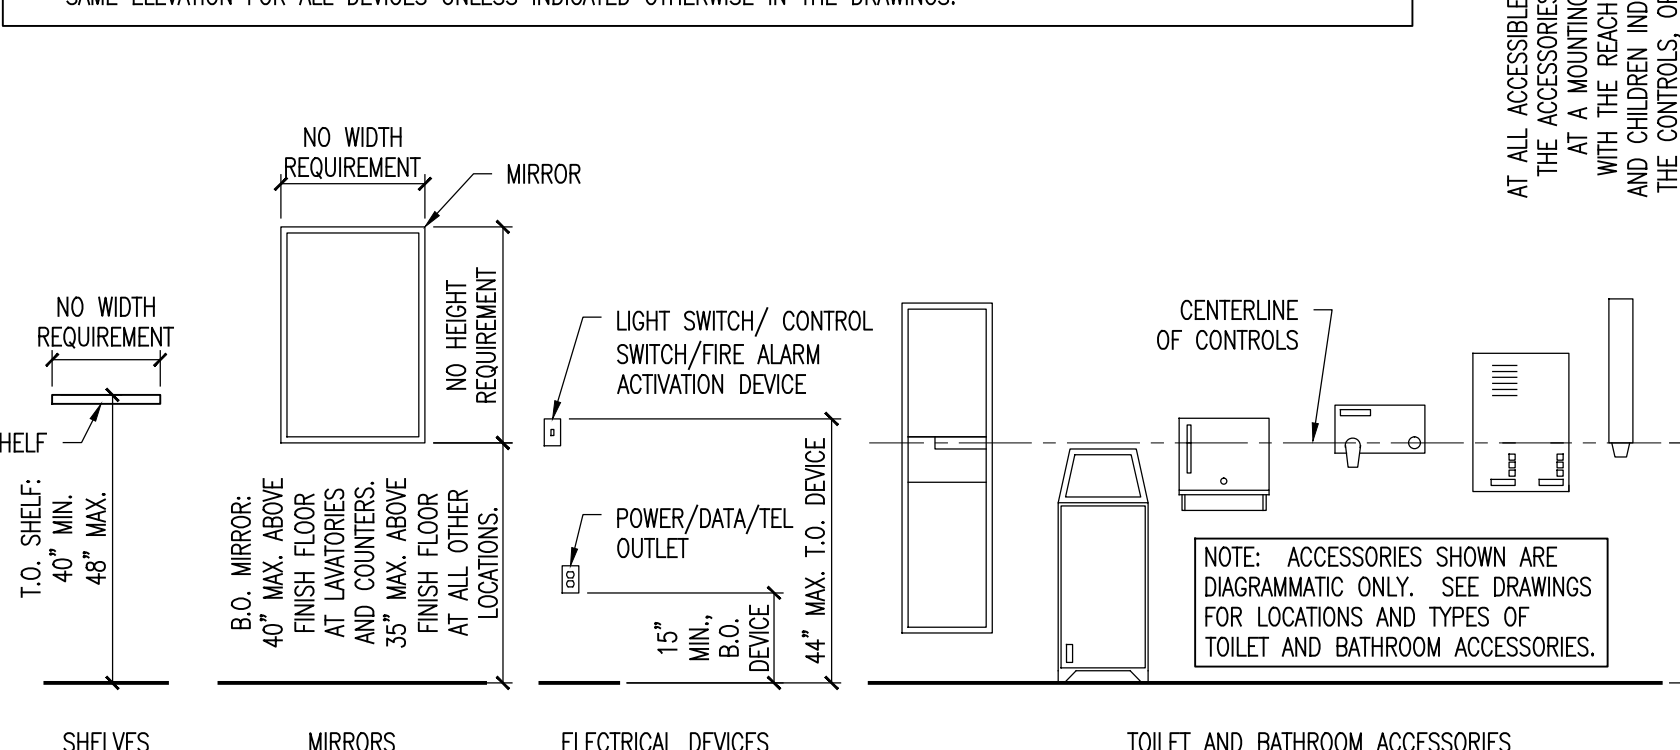 SAME ELEVATION FOR ALL DEVICES UNLESS INDICATED OTHERWISE IN THE DRAWINGS.
AT ALL ACCESSIBLE
THE ACCESSORIES
AT A MOUNTING
WITH THE REACH
AND CHILDREN IND
THE CONTROLS, OF
NO WIDTH
REQUIREMENT
HELF
T.O. SHELF:
40" MIN.
48" MAX.
NO WIDTH
REQUIREMENT
MIRROR
NO HEIGHT
REQUIREMENT
B.O. MIRROR:
40" MAX. ABOVE
FINISH FLOOR
AT LAVATORIES
AND COUNTERS.
35" MAX. ABOVE
FINISH FLOOR
AT ALL OTHER
LOCATIONS.
LIGHT SWITCH/ CONTROL
SWITCH/FIRE ALARM
ACTIVATION DEVICE
POWER/DATA/TEL
OUTLET
15"
MIN.,
B.O.
DEVICE
44" MAX. T.O. DEVICE
CENTERLINE
OF CONTROLS
NOTE: ACCESSORIES SHOWN ARE
DIAGRAMMATIC ONLY. SEE DRAWINGS
FOR LOCATIONS AND TYPES OF
TOILET AND BATHROOM ACCESSORIES.
SHELVES
MIRRORS
ELECTRICAL DEVICES
TOILET AND BATHROOM ACCESSORIES